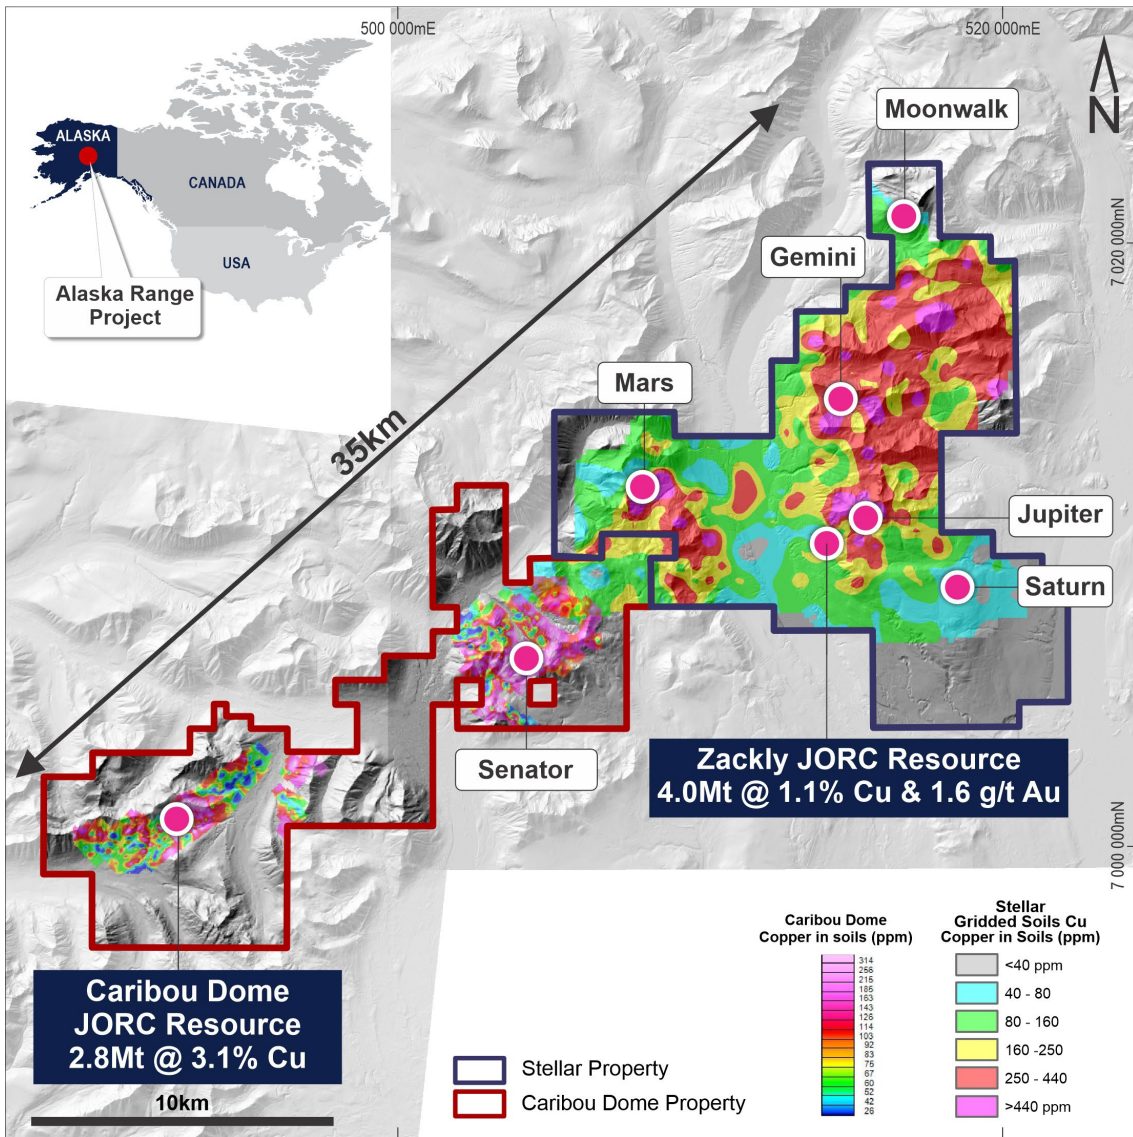 500 000mE
520 000mE
N
ALASKA
CANADA
USA
Alaska Range
Project
Moonwalk
7 020 000mN
Gemini
Mars
35km
Jupiter
Saturn
Senator
Zackly JORC Resource
4.0Mt @ 1.1% Cu & 1.6 g/t Au
7 000 000mN
Caribou Dome
JORC Resource
2.8Mt @ 3.1% Cu
10km
Stellar Property
Caribou Dome Property
Caribou Dome
Copper in soils (ppm)
314
256
215
185
163
143
126
114
103
92
83
75
67
60
52
42
26
Stellar
Gridded Soils Cu
Copper in Soils (ppm)
<40 ppm
40 - 80
80 - 160
160 -250
250 - 440
>440 ppm